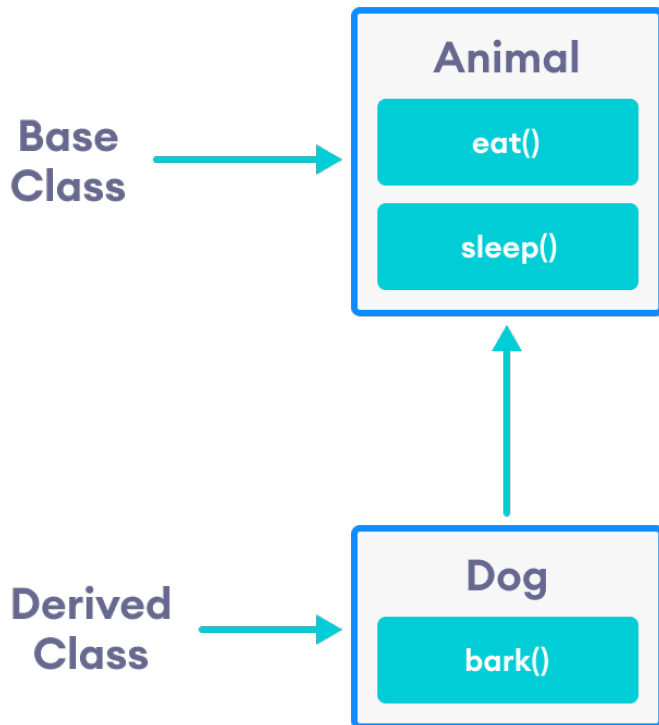 Animal
eat()
sleep()
Base
Class
Dog
bark()
Derived
Class